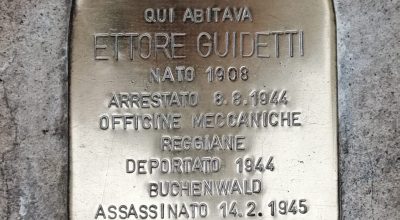 QUI ABITAVA
ETTORE GUIDETTI
NATO 1908
ARRESTATO 8.8.1944
OFFICINE MECCANICHE
REGGIANE
DEPORTATO 1944
BUCHENWALD
ASSASSINATO 14.2.1945